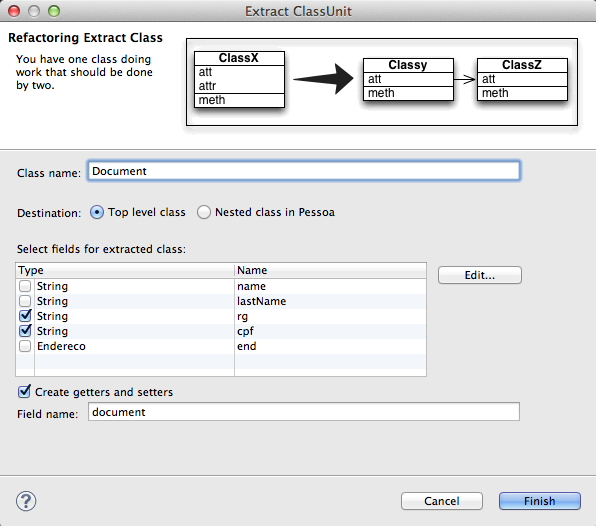 Extract ClassUnit
Refactoring Extract Class
You have one class doing
work that should be done
by two.
ClassX
att
attr
meth
Classy
att
meth
ClassZ
att
meth
Class name: Document
Destination: Top level class Nested class in Pessoa
Select fields for extracted class:
Type Name
String name
String lastName
String rg
String cpf
Endereco end
Edit...
Create getters and setters
Field name: document
?
Cancel Finish